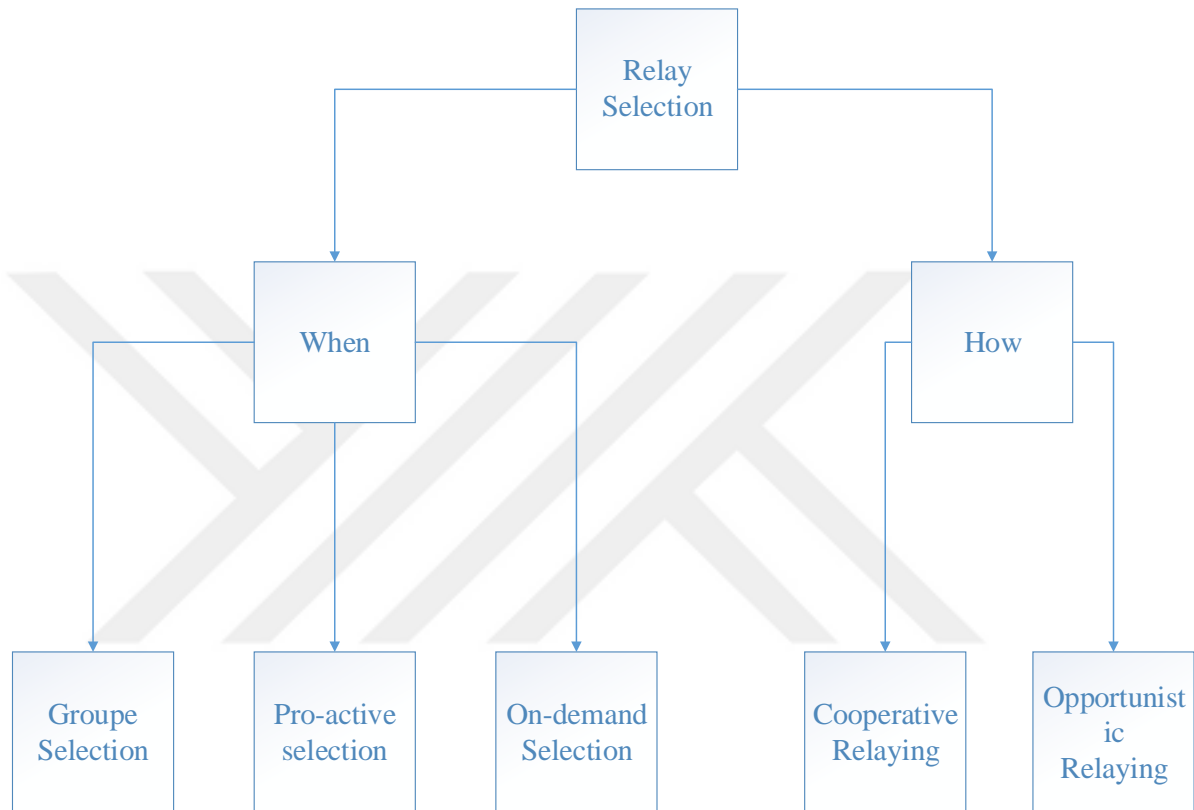 Relay
Selection
When
How
Groupe
Selection
Pro-active
selection
On-demand
Selection
Cooperative
Relaying
Opportunist
ic
Relaying